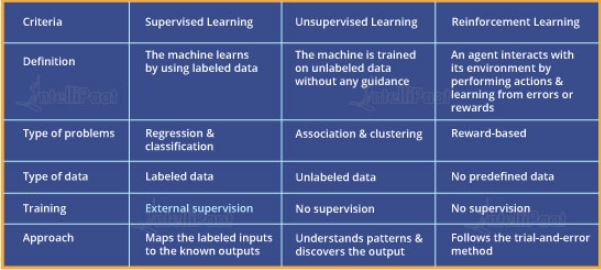 Criteria Supervised Learning Unsupervised Learning Reinforcement Learning
Definition
The machine learns
by using labeled data
The machine is trained
on unlabeled data
without any guidance
An agent interacts with
its environment by
performing actions &
learning from errors or
rewards
Type of problems
Regression &
classification
Association & clustering
Reward-based
Type of data Labeled data Unlabeled data No predefined data
Training External supervision No supervision No supervision
Approach
Maps the labeled inputs
to the known outputs
Understands patterns &
discovers the output
Follows the trial-and-error
method